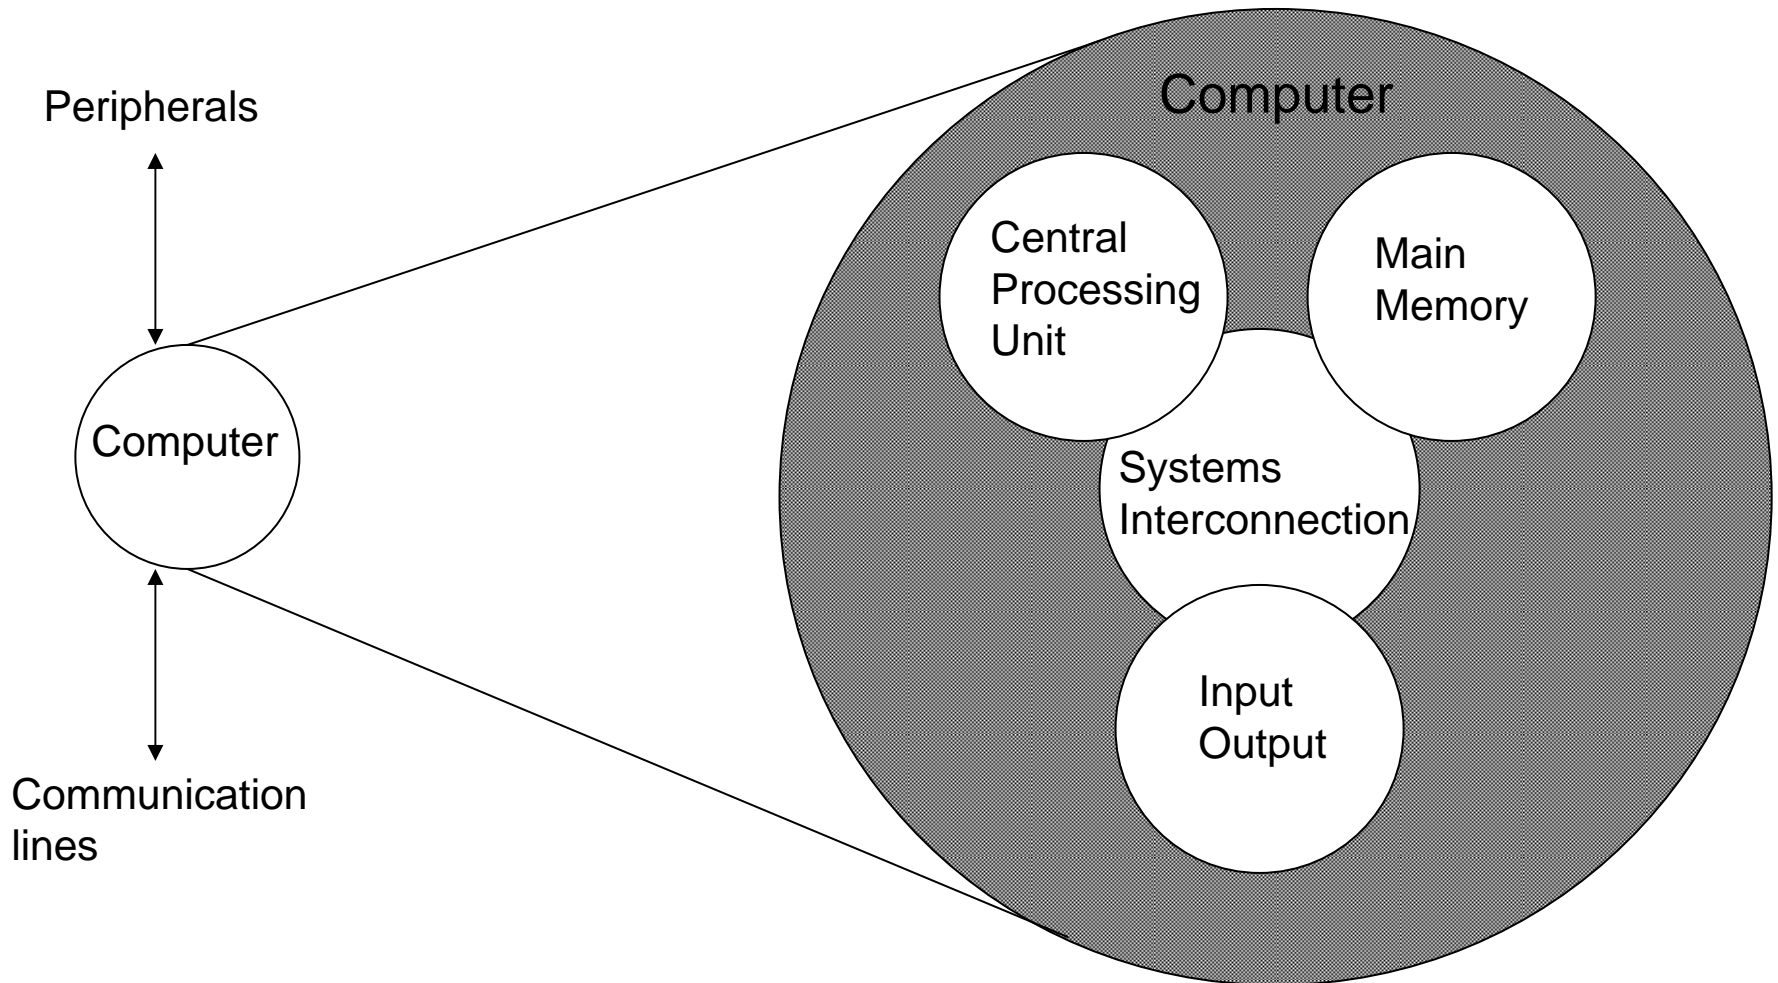 Peripherals
Computer
Communication
lines
Computer
Central
Processing
Unit
Main
Memory
Systems
Interconnection
Input
Output